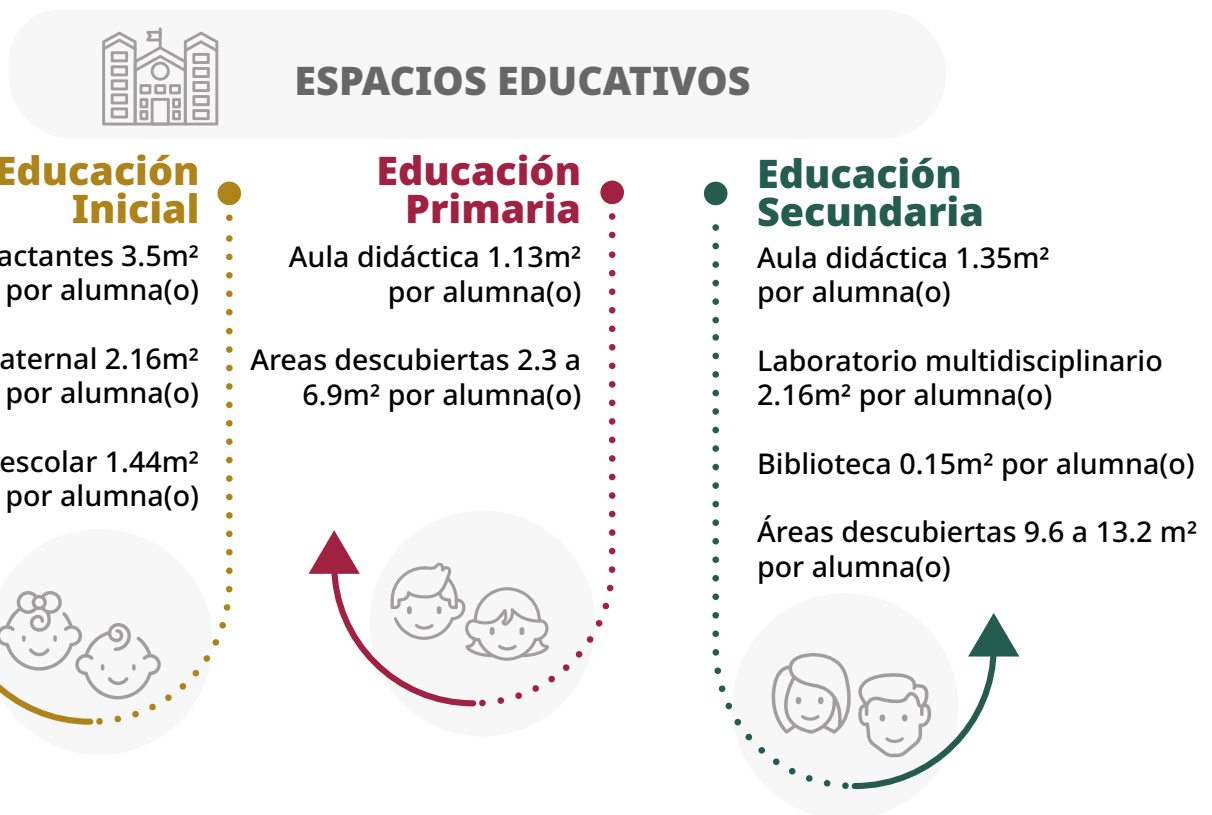 ESPACIOS EDUCATIVOS
Educación
Inicial
3.5m²
por alumna(o)
2.16m²
por alumna(o)
1.44m²
por alumna(o)
Educación
Primaria
Aula didáctica 1.13m²
por alumna(o)
Areas descubiertas 2.3 a
6.9m² por alumna(o)
Educación
Secundaria
Aula didáctica 1.35m²
por alumna(o)
Laboratorio multidisciplinario
2.16m² por alumna(o)
Biblioteca 0.15m² por alumna(o)
Áreas descubiertas 9.6 a 13.2 m²
por alumna(o)